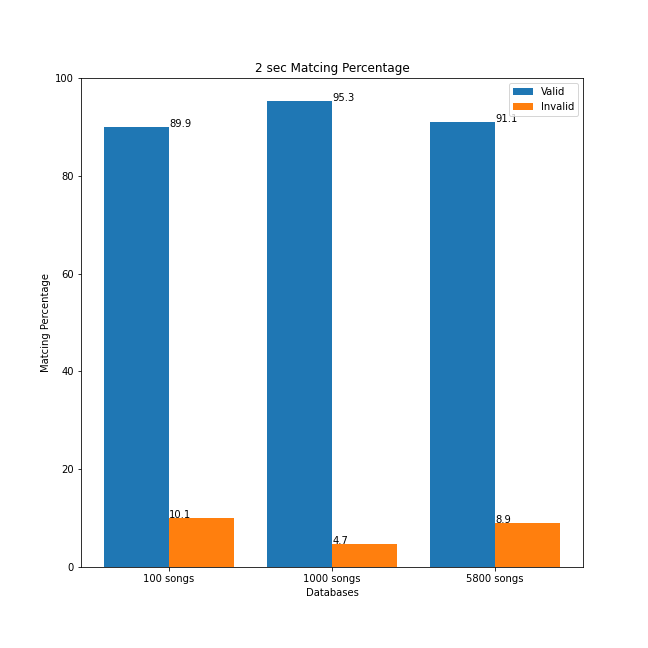 2 sec Matcing Percentage
100
80
60
40
20
0
Matcing Percentage
Valid
Invalid
89.9
95.3
91.1
10.1
4.7
8.9
100 songs
1000 songs
5800 songs
Databases